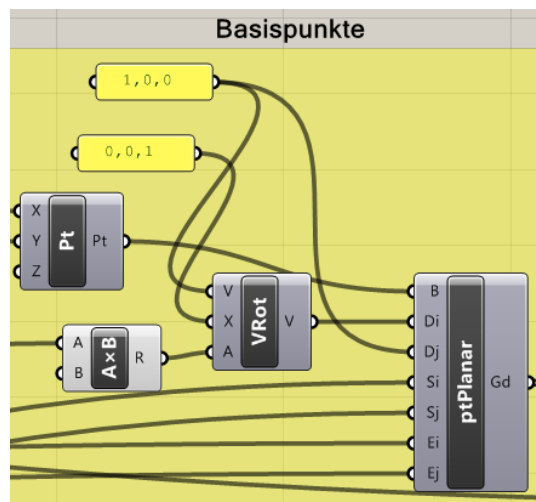 Basispunkte
1,0,0
0,0,1
X
Y
Z
Pt
Pt
V
X
A
VRot
V
A
B
A×B
R
B
Di
Dj
Si
Sj
Ei
Ej
ptPlanar
Gd